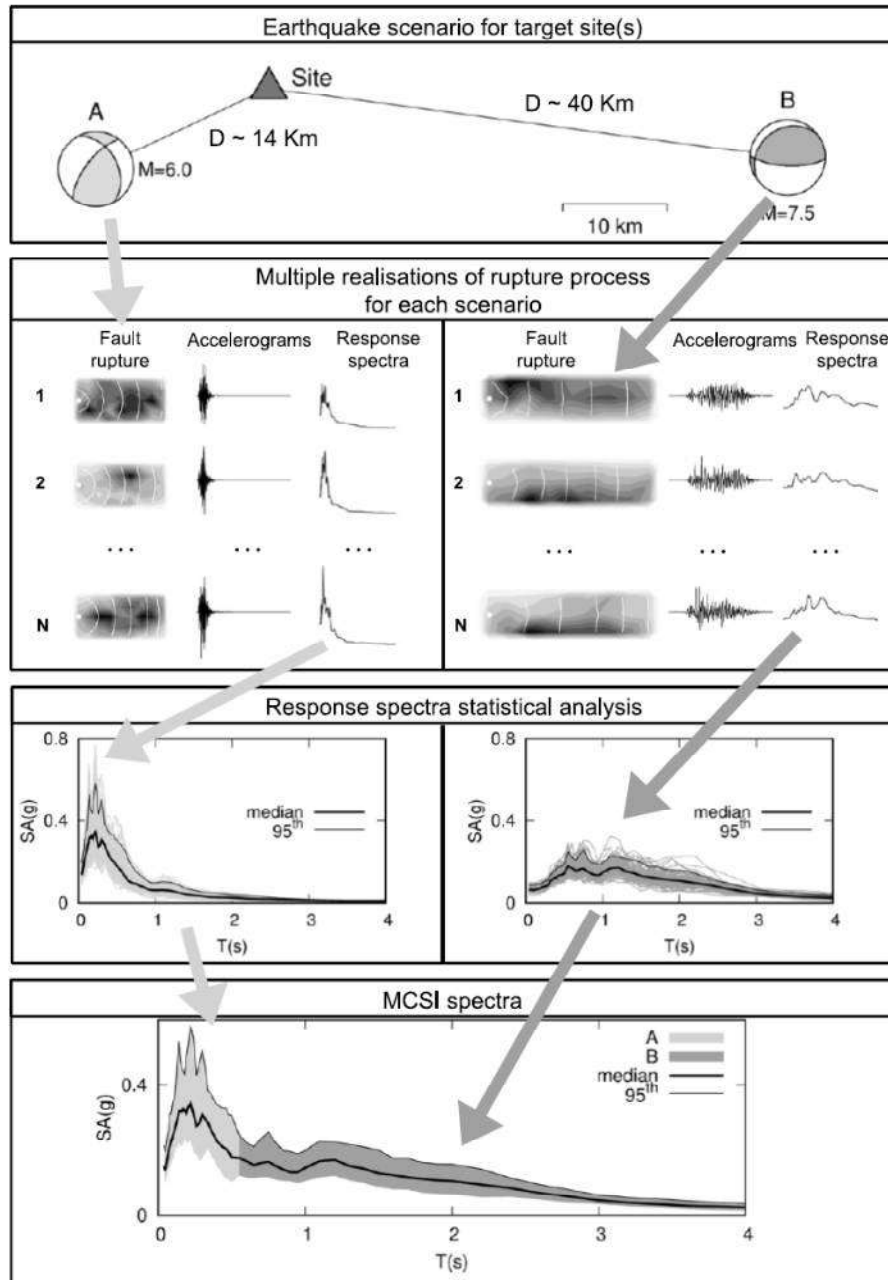 Earthquake scenario for target site(s)
Site
A
D ~ 40 Km
B
D ~ 14 Km
M=6.0
10 km
M=7.5
Multiple realisations of rupture process
for each scenario
Fault
rupture
Accelerograms
Response
spectra
Fault
rupture
Accelerograms
Response
spectra
1
1
2
2
...
...
...
...
...
...
N
N
Response spectra statistical analysis
0.8
0.4
0
SA(g)
median
95th
0
1
2
3
4
T(s)
0.8
0.4
0
SA(g)
median
95th
0
1
2
3
4
T(s)
MCSI spectra
A
B
median
95th
0.4
0
SA(g)
0
1
2
3
4
T(s)